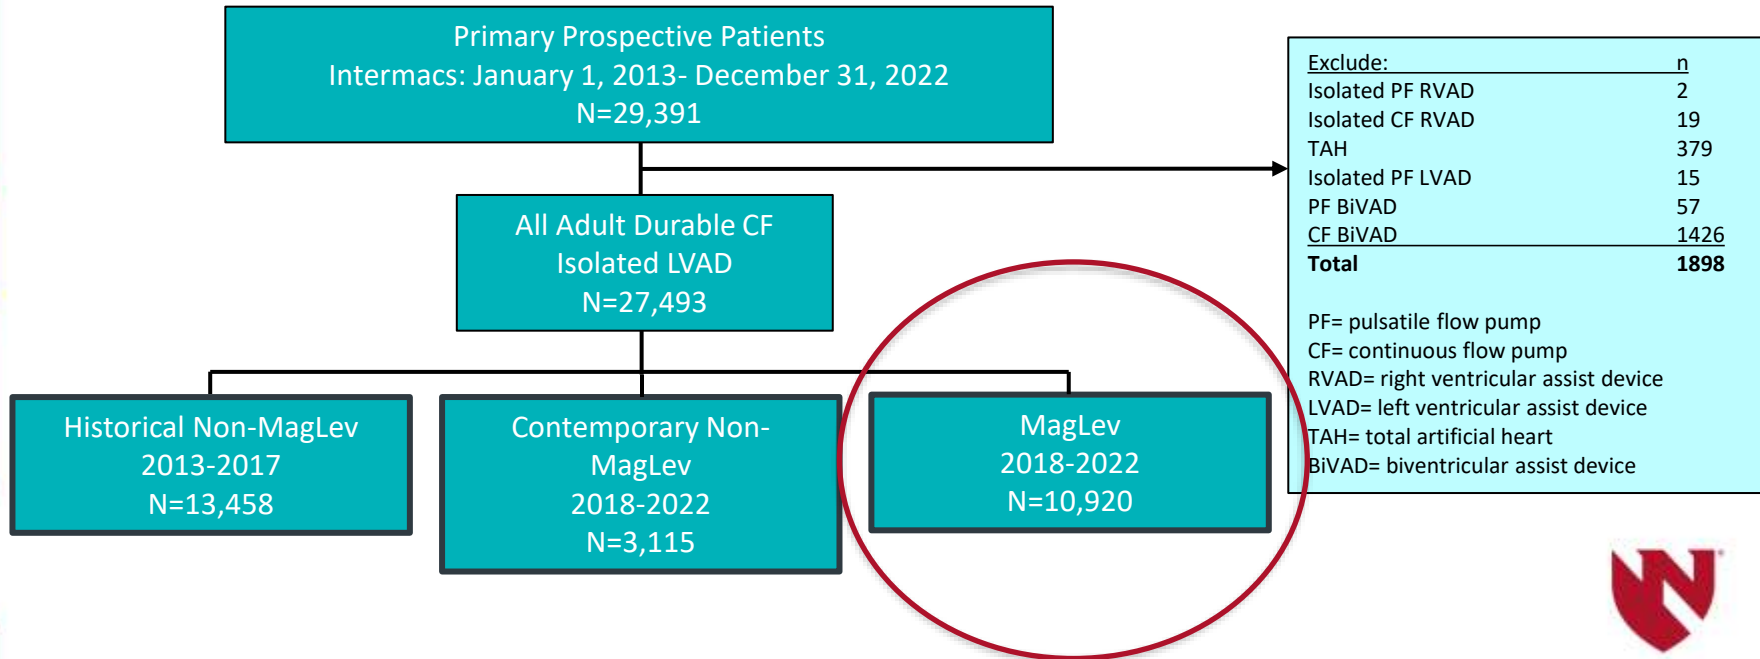 Primary Prospective Patients
Intermacs: January 1, 2013- December 31, 2022
N=29,391
Exclude: n
Isolated PF RVAD 2
Isolated CF RVAD 19
TAH 379
Isolated PF LVAD 15
PF BiVAD 57
CF BiVAD 1426
Total 1898
PF= pulsatile flow pump
CF= continuous flow pump
RVAD= right ventricular assist device
LVAD= left ventricular assist device
TAH= total artificial heart
BiVAD= biventricular assist device
All Adult Durable CF
Isolated LVAD
N=27,493
Historical Non-MagLev
2013-2017
N=13,458
Contemporary Non-
MagLev
2018-2022
N=3,115
MagLev
2018-2022
N=10,920
N